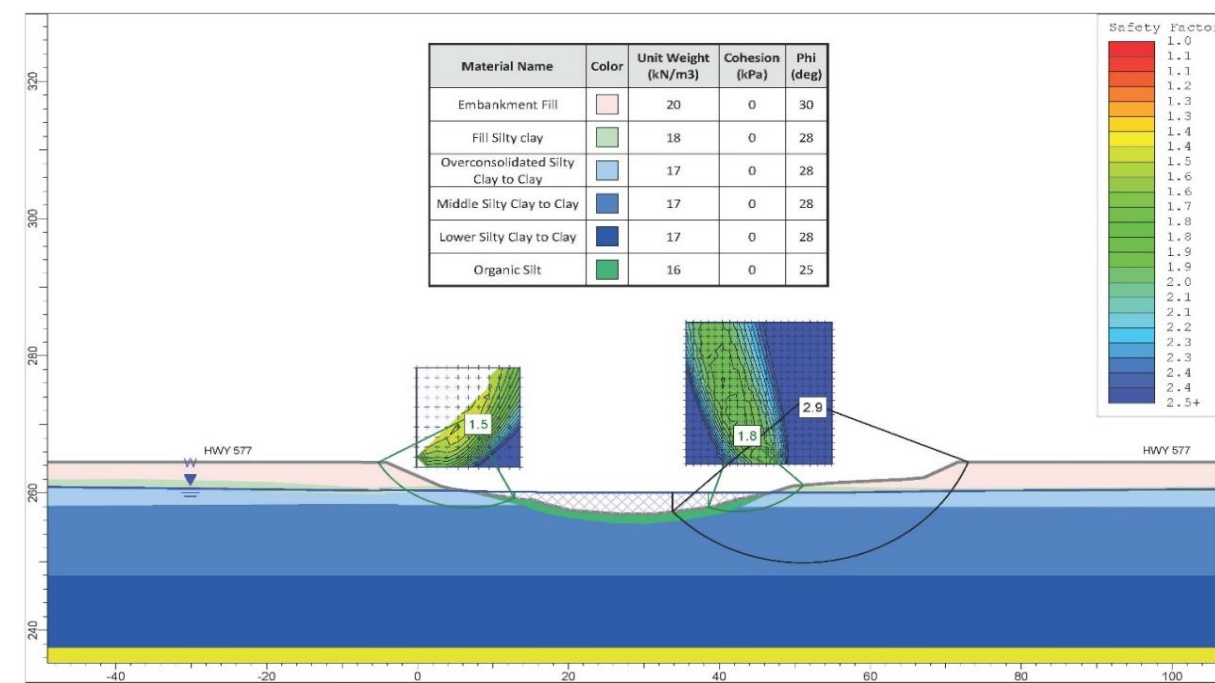 Safety Factor
1.0
1.1
1.1
1.2
1.3
1.3
1.4
1.5
1.6
1.6
1.7
1.8
1.8
1.9
1.9
2.0
2.1
2.1
2.2
2.3
2.3
2.4
2.4
2.5+
Material Name Color Unit Weight (kN/m3) Cohesion (kPa) Phi (deg)
Embankment Fill 20 0 30
Fill Silty clay 18 0 28
Overconsolidated Silty Clay to Clay 17 0 28
Middle Silty Clay to Clay 17 0 28
Lower Silty Clay to Clay 17 0 28
Organic Silt 16 0 25
320
300
280
260
240
HWY 577
W
1.5
1.8
2.9
HWY 577
-40 -20 0 20 40 60 80 100